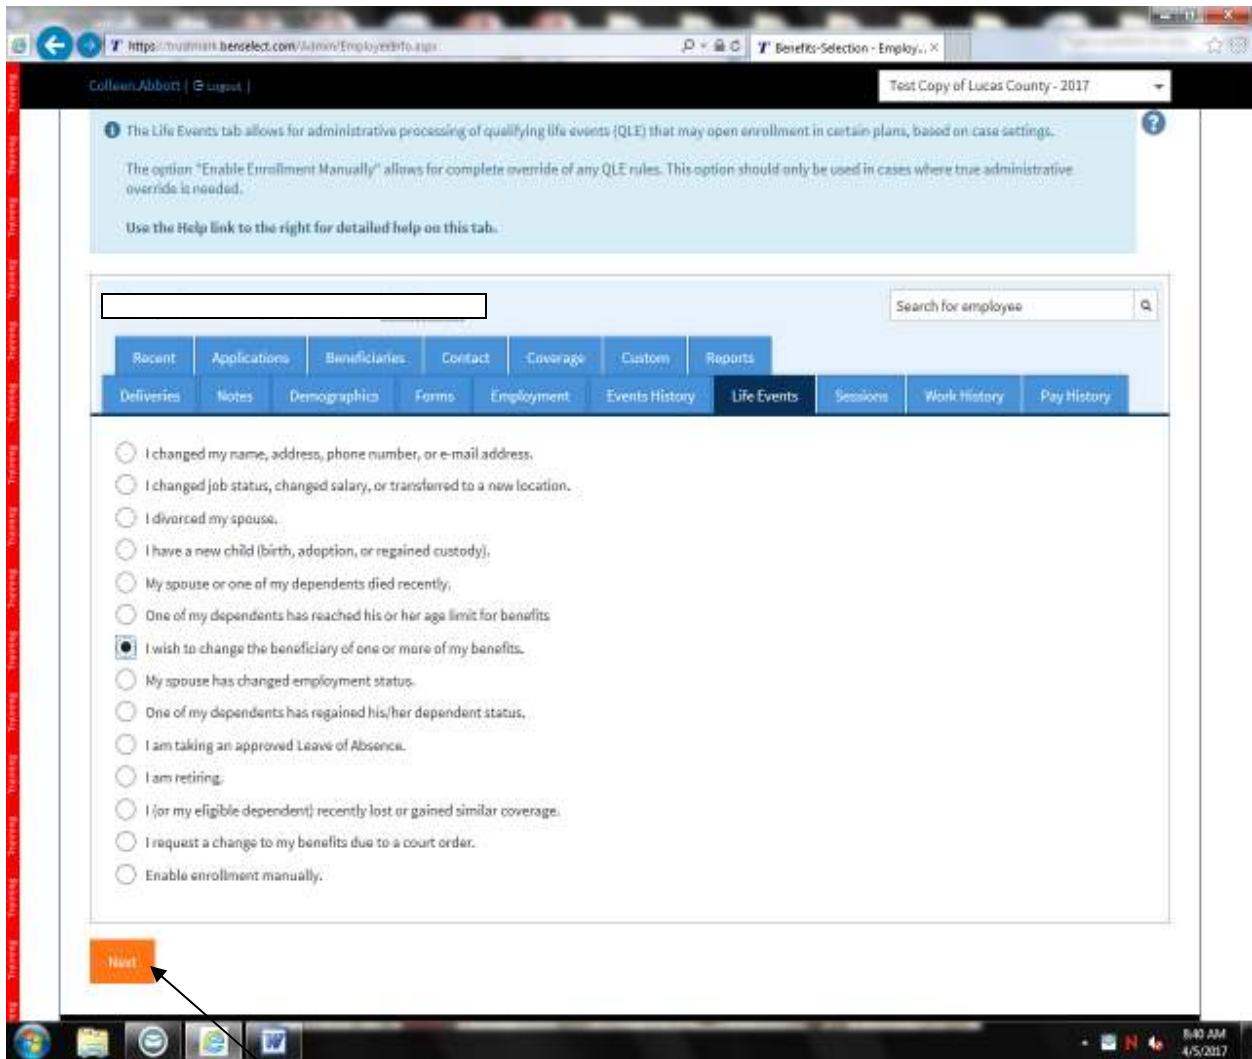 https://trustmark.benselect.com/Admin/EmployeeInfo.aspx
Benefits-Selection - Employ...
Colleen.Abbott | Logout |
Test Copy of Lucas County - 2017
The Life Events tab allows for administrative processing of qualifying life events (QLE) that may open enrollment in certain plans, based on case settings.
The option "Enable Enrollment Manually" allows for complete override of any QLE rules. This option should only be used in cases where true administrative
override is needed.
Use the Help link to the right for detailed help on this tab.
Search for employee
Recent Applications Beneficiaries Contact Coverage Custom Reports
Deliveries Notes Demographics Forms Employment Events History Life Events Sessions Work History Pay History
I changed my name, address, phone number, or e-mail address.
I changed job status, changed salary, or transferred to a new location.
I divorced my spouse.
I have a new child (birth, adoption, or regained custody).
My spouse or one of my dependents died recently.
One of my dependents has reached his or her age limit for benefits
I wish to change the beneficiary of one or more of my benefits.
My spouse has changed employment status.
One of my dependents has regained his/her dependent status.
I am taking an approved Leave of Absence.
I am retiring.
I (or my eligible dependent) recently lost or gained similar coverage.
I request a change to my benefits due to a court order.
Enable enrollment manually.
Next
8:40 AM
4/5/2017